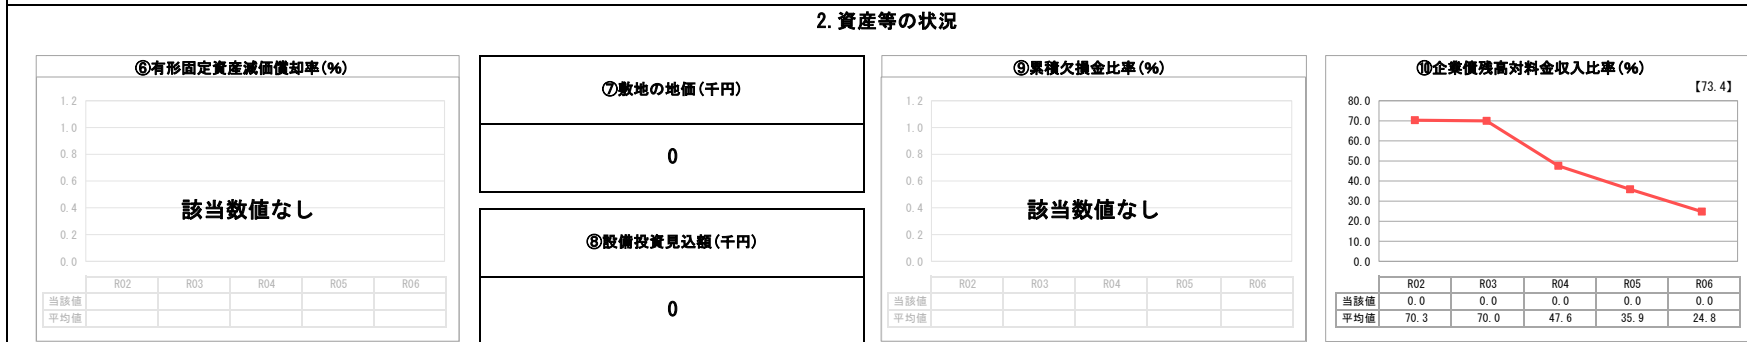 2.資産等の状況
⑥有形固定資産減価償却率(%)
1.2
1.0
0.8
0.6
0.4
0.2
0.0
該当数値なし
R02 R03 R04 R05 R06
当該値
平均値
⑦敷地の地価(千円)
0
⑧設備投資見込額(千円)
0
⑨累積欠損金比率(%)
1.2
1.0
0.8
0.6
0.4
0.2
0.0
該当数値なし
R02 R03 R04 R05 R06
当該値
平均値
⑩企業債残高対料金収入比率(%)
【73.4】
80.0
70.0
60.0
50.0
40.0
30.0
20.0
10.0
0.0
R02 R03 R04 R05 R06
当該値 0.0 0.0 0.0 0.0 0.0
平均値 70.3 70.0 47.6 35.9 24.8